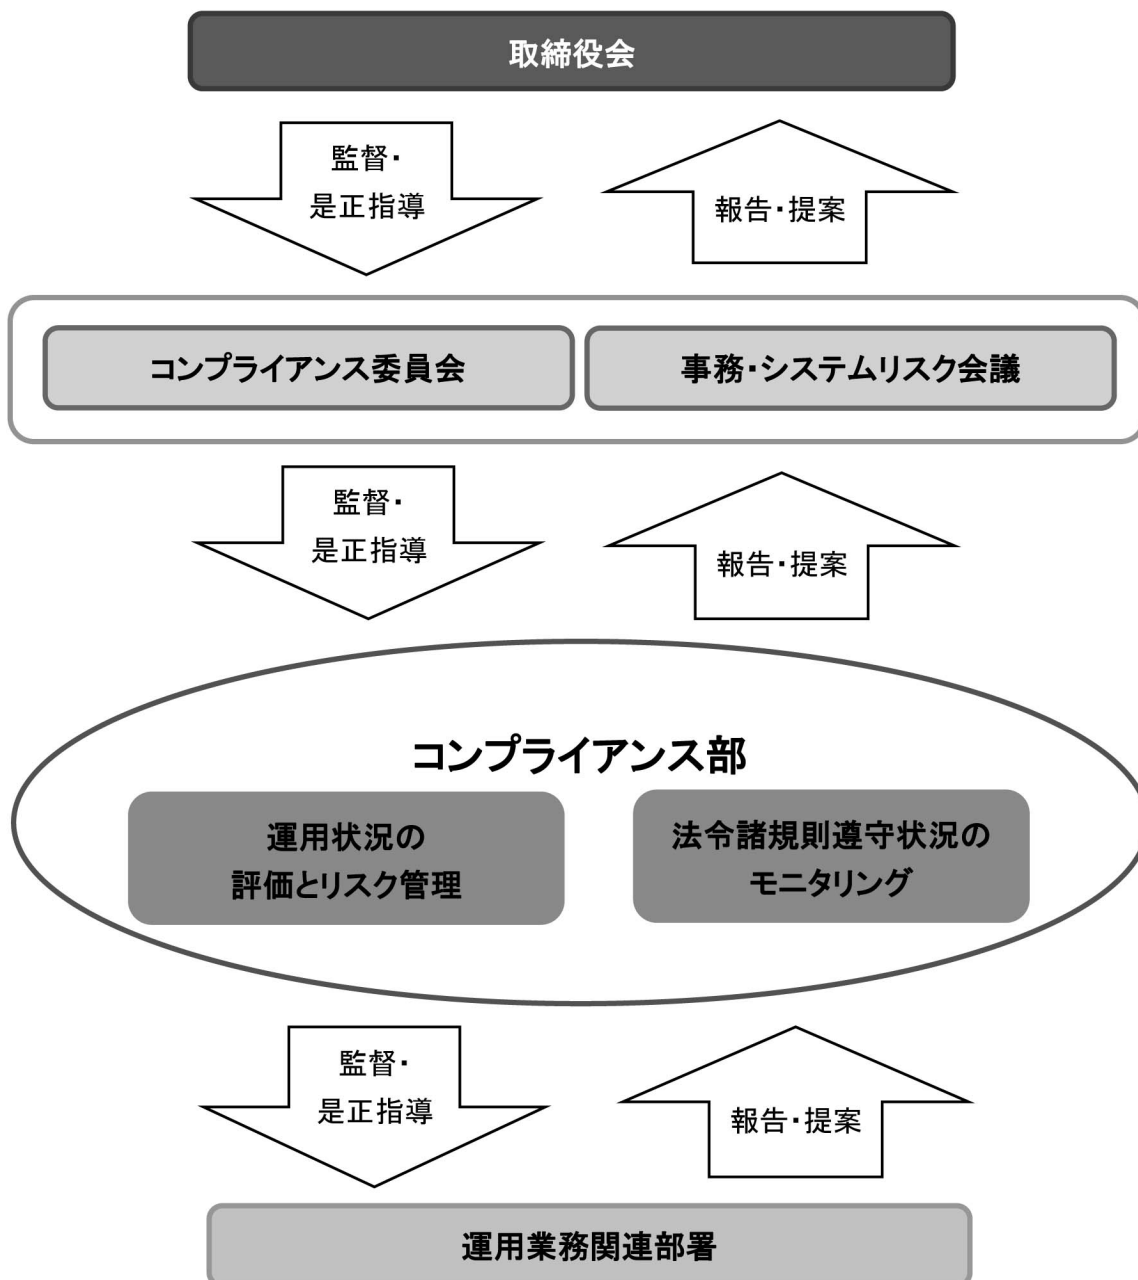 取締役会
監督・
是正指導
報告・提案
コンプライアンス委員会
事務・システムリスク会議
監督・
是正指導
報告・提案
コンプライアンス部
運用状況の
評価とリスク管理
法令諸規則遵守状況の
モニタリング
監督・
是正指導
報告・提案
運用業務関連部署